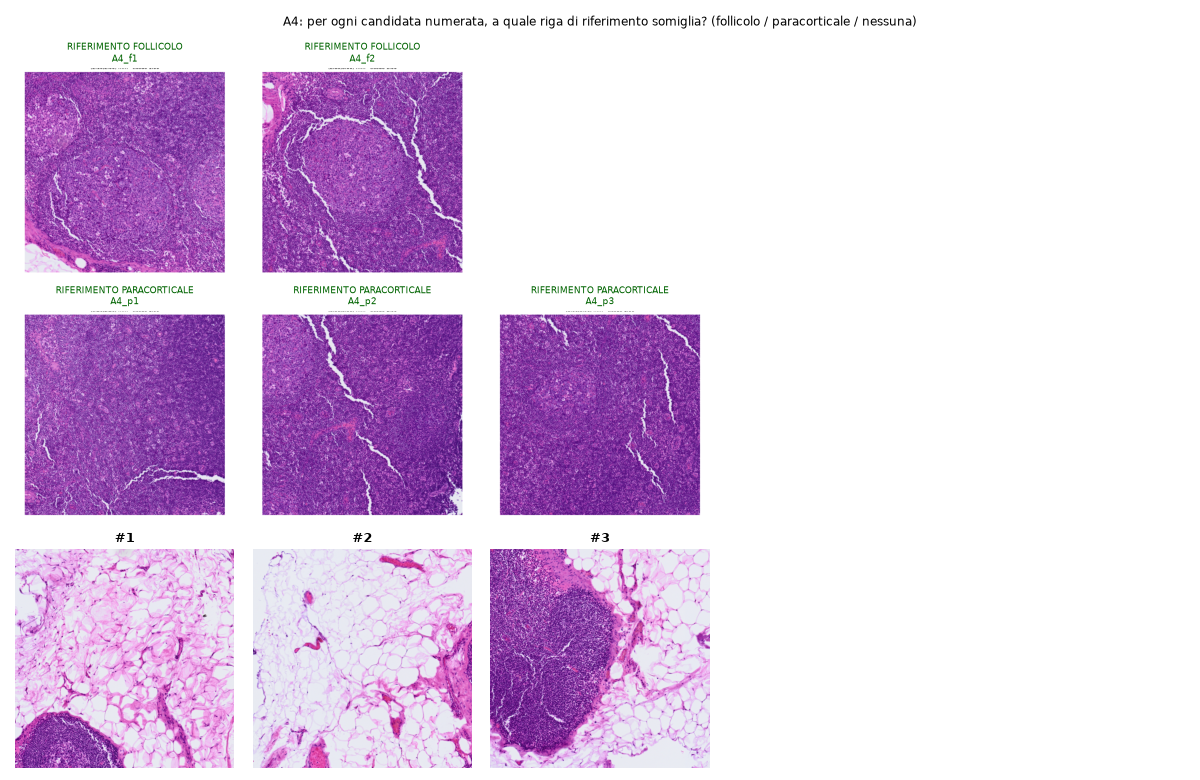 A4: per ogni candidata numerata, a quale riga di riferimento somiglia? (follicolo / paracorticale / nessuna)
RIFERIMENTO FOLLICOLO
A4_f1
RIFERIMENTO FOLLICOLO
A4_f2
RIFERIMENTO PARACORTICALE
A4_p1
RIFERIMENTO PARACORTICALE
A4_p2
RIFERIMENTO PARACORTICALE
A4_p3
#1
#2
#3